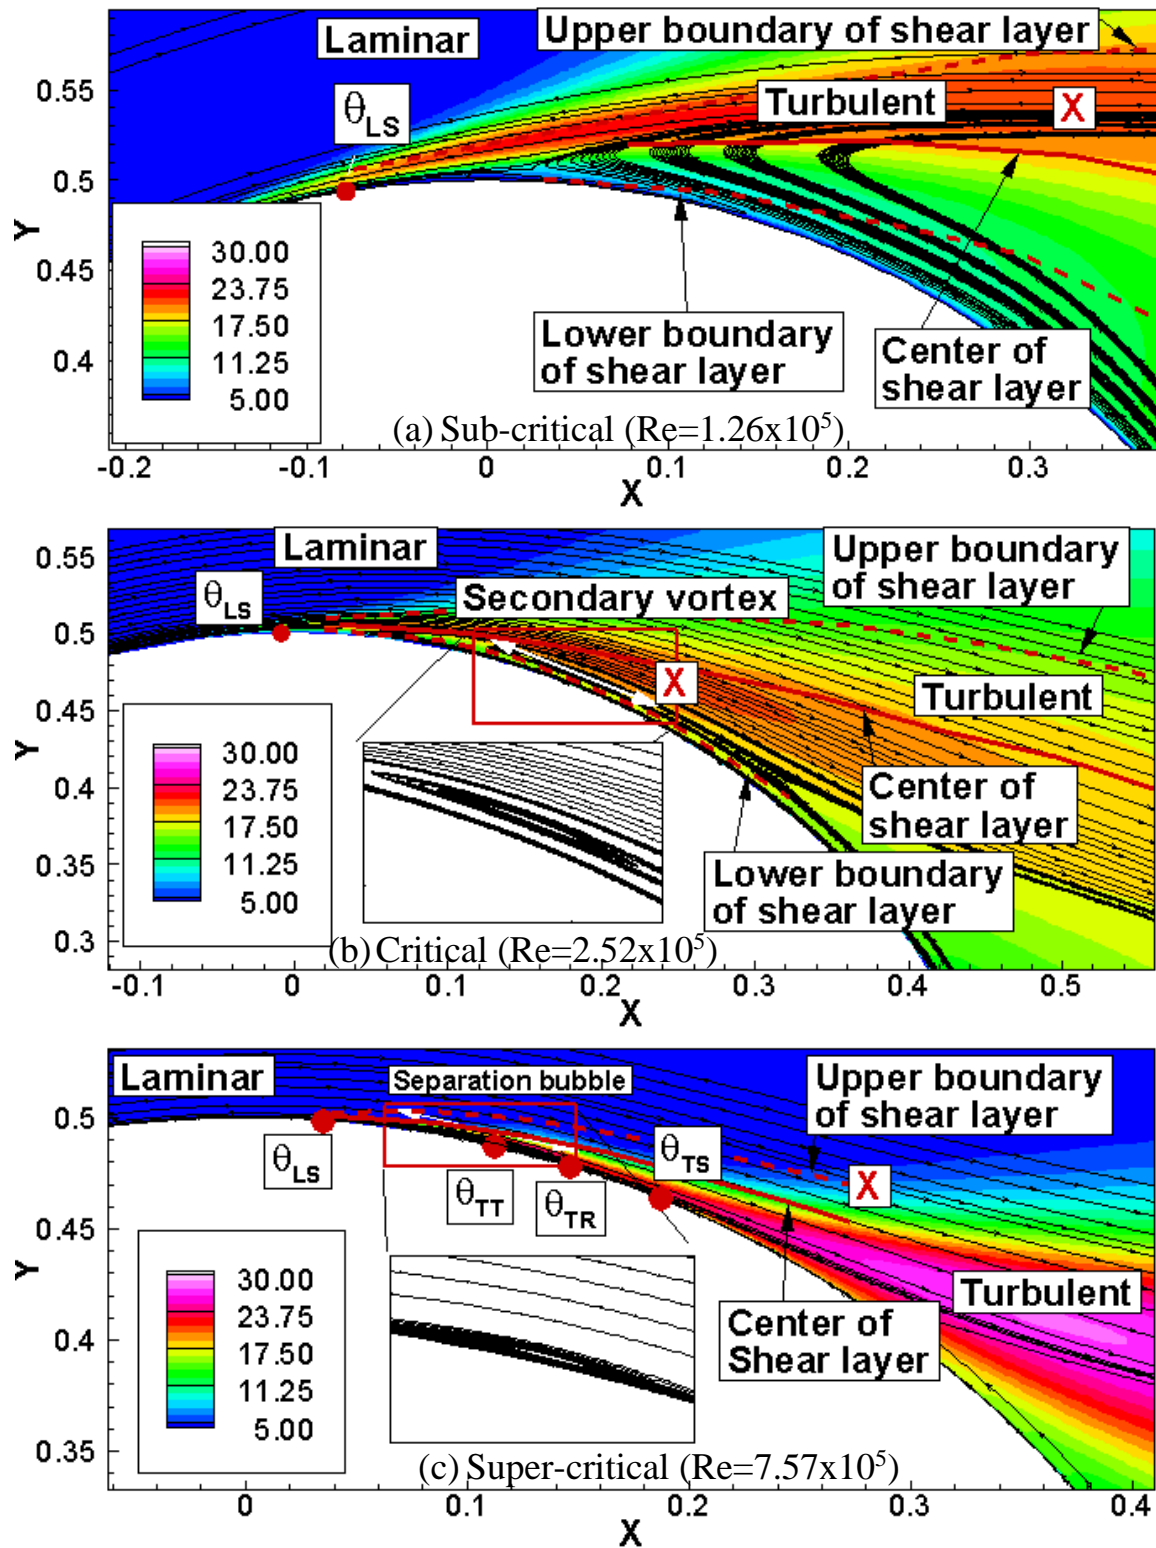 Laminar
Upper boundary of shear layer
θLS
Turbulent
X
0.55
0.5
0.45
0.4
Y
30.00
23.75
17.50
11.25
5.00
Lower boundary
of shear layer
Center of
shear layer
(a) Sub-critical (Re=1.26x10⁵)
-0.2
-0.1
0
0.1
0.2
0.3
X
Laminar
Upper boundary
of shear layer
θLS
Secondary vortex
X
Turbulent
0.55
0.5
0.45
0.4
0.35
0.3
Y
30.00
23.75
17.50
11.25
5.00
Center of
shear layer
Lower boundary
of shear layer
(b) Critical (Re=2.52x10⁵)
-0.1
0
0.1
0.2
0.3
0.4
0.5
X
Laminar
Separation bubble
Upper boundary
of shear layer
θLS
θTT
θTR
θTS
X
0.5
0.45
0.4
0.35
Y
30.00
23.75
17.50
11.25
5.00
Turbulent
Center of
Shear layer
(c) Super-critical (Re=7.57x10⁵)
0
0.1
0.2
0.3
0.4
X